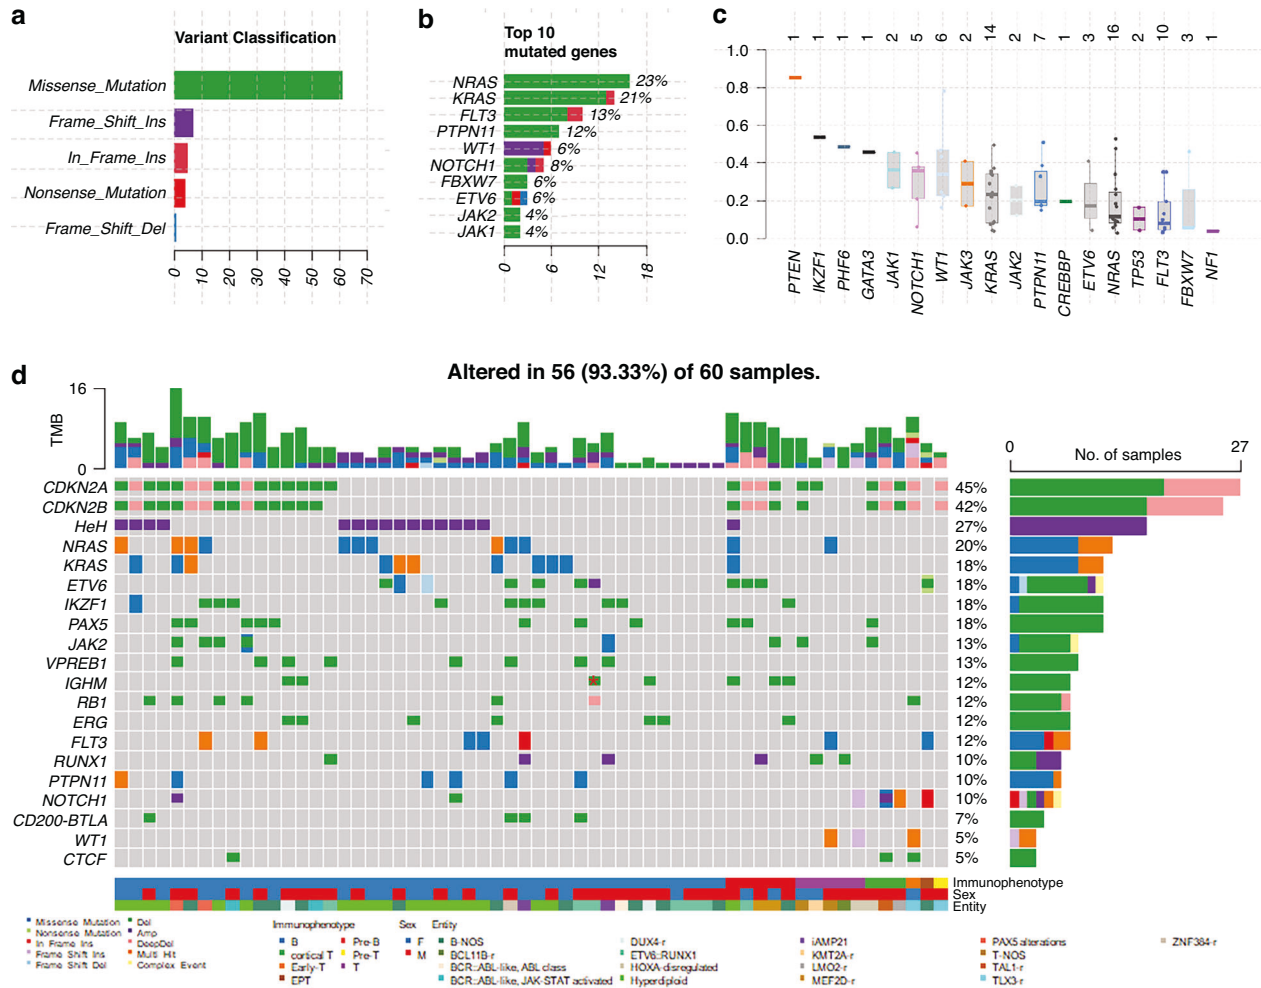 a
Variant Classification
Missense_Mutation
Frame_Shift_Ins
In_Frame_Ins
Nonsense_Mutation
Frame_Shift_Del
0 10 20 30 40 50 60 70
b
Top 10
mutated genes
NRAS 23%
KRAS 21%
FLT3 13%
PTPN11 12%
WT1 6%
NOTCH1 8%
FBXW7 6%
ETV6 6%
JAK2 4%
JAK1 4%
0 6 12 18
c
1 1 1 1 2 5 6 2 14 2 7 1 3 16 2 10 3 1
1.0
0.8
0.6
0.4
0.2
0.0
PTEN IKZF1 PHF6 GATA3 JAK1 NOTCH1 WT1 JAK3 KRAS JAK2 PTPN11 CREBBP ETV6 NRAS TP53 FLT3 FBXW7 NF1
d
Altered in 56 (93.33%) of 60 samples.
16
TMB
0
0 27
No. of samples
CDKN2A 45%
CDKN2B 42%
HeH 27%
NRAS 20%
KRAS 18%
ETV6 18%
IKZF1 18%
PAX5 18%
JAK2 13%
VPREB1 13%
IGHM 12%
RB1 12%
ERG 12%
FLT3 12%
RUNX1 10%
PTPN11 10%
NOTCH1 10%
CD200-BTLA 7%
WT1 5%
CTCF 5%
Immunophenotype
Sex
Entity
Missense Mutation Del
Nonsense Mutation Amp
In Frame Ins DeepDel
Frame Shift Ins Multi Hit
Frame Shift Del Complex Event
Immunophenotype
B Pre-B
cortical T Pre-T
Early-T T
EPT
Sex
F
M
Entity
B-NOS DUX4-r iAMP21 PAX5 alterations ZNF384-r
BCL11B-r ETV6::RUNX1 KMT2A-r T-NOS
BCR::ABL-like, ABL class HOXA-disregulated LMO2-r TAL1-r
BCR::ABL-like, JAK-STAT activated Hyperdiploid MEF2D-r TLX3-r